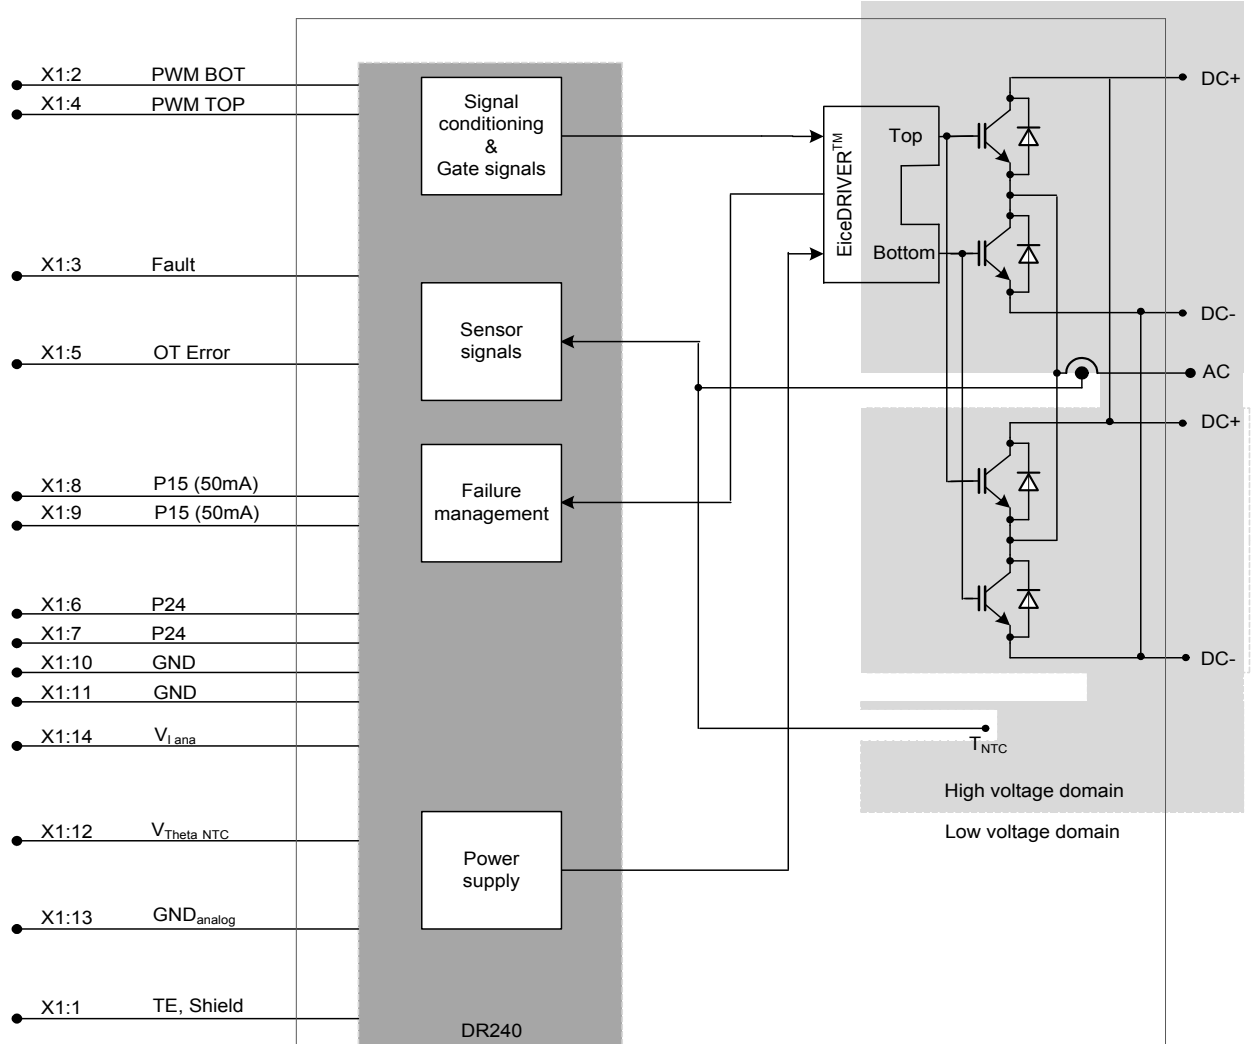 X1:2 PWM BOT
X1:4 PWM TOP
X1:3 Fault
X1:5 OT Error
X1:8 P15 (50mA)
X1:9 P15 (50mA)
X1:6 P24
X1:7 P24
X1:10 GND
X1:11 GND
X1:14 VI ana
X1:12 VTheta NTC
X1:13 GNDanalog
X1:1 TE, Shield
Signal
conditioning
&
Gate signals
Sensor
signals
Failure
management
Power
supply
DR240
EiceDRIVER™
Top
Bottom
DC+
DC-
AC
DC+
DC-
TNTC
High voltage domain
Low voltage domain